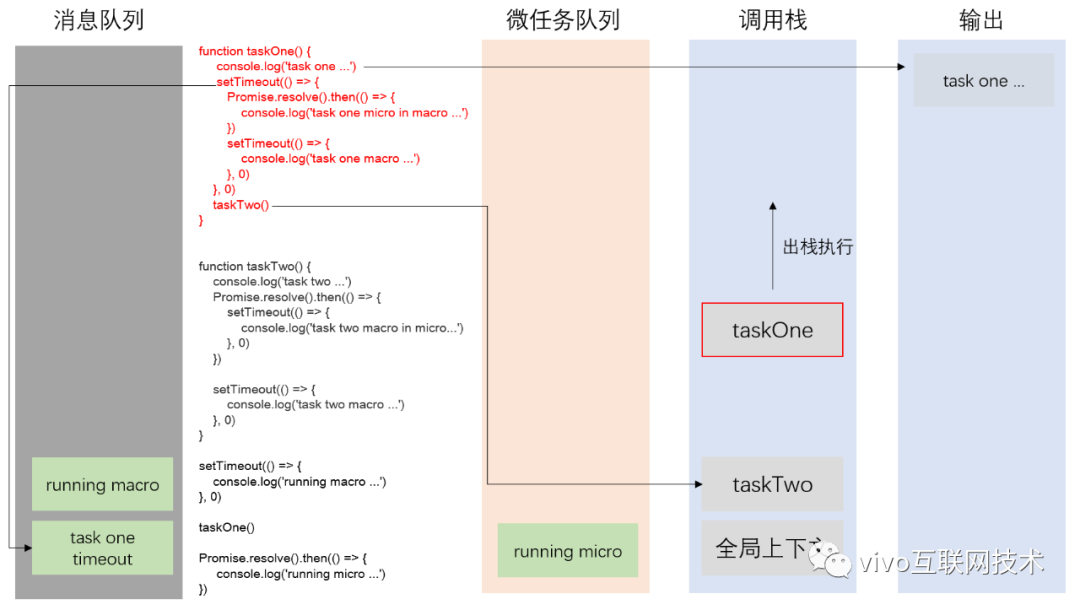 消息队列
微任务队列
调用栈
输出
function taskOne() {
console.log('task one ...')
setTimeout(() => {
Promise.resolve().then(() => {
console.log('task one micro in macro ...')
})
setTimeout(() => {
console.log('task one macro ...')
}, 0)
}, 0)
taskTwo()
}
function taskTwo() {
console.log('task two ...')
Promise.resolve().then(() => {
setTimeout(() => {
console.log('task two macro in micro...')
}, 0)
})
setTimeout(() => {
console.log('task two macro ...')
}, 0)
}
setTimeout(() => {
console.log('running macro ...')
}, 0)
taskOne()
Promise.resolve().then(() => {
console.log('running micro ...')
})
running macro
task one
timeout
running micro
出栈执行
taskOne
taskTwo
全局上下文
task one ...
vivo互联网技术